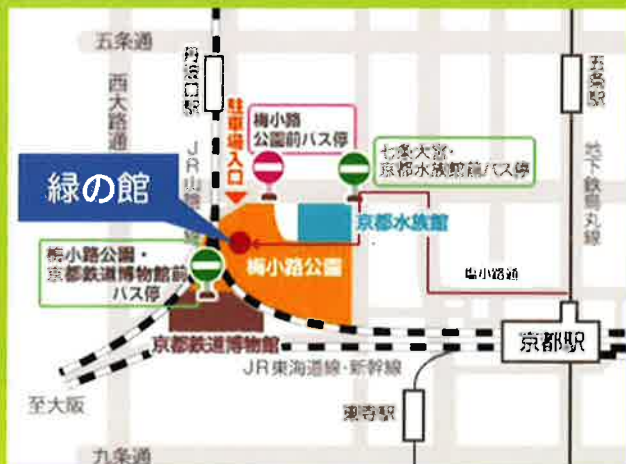 五条通
西大路通
丹波口駅
JR山陰線
駐車場入口
梅小路
公園前バス停
七条大宮・
京都水族館前バス停
五条駅
地下鉄烏丸線
緑の館
京都水族館
梅小路公園・
京都鉄道博物館前
バス停
梅小路公園
塩小路通
京都鉄道博物館
京都駅
JR東海道線・新幹線
至大阪
東寺駅
九条通